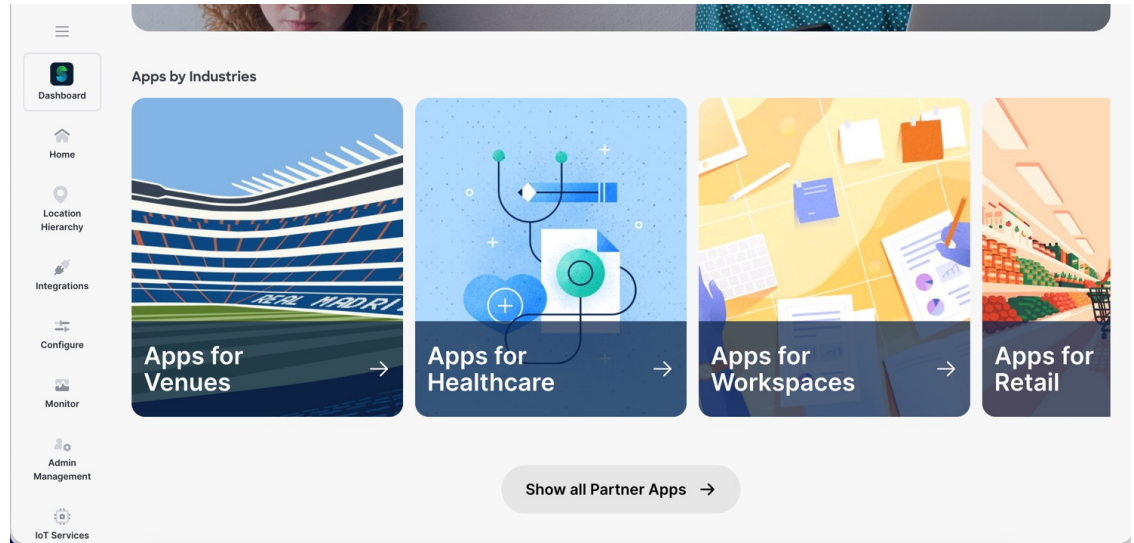 Dashboard
Home
Location
Hierarchy
Integrations
Configure
Monitor
Admin
Management
IoT Services
Apps by Industries
REAL MADRI
Apps for
Venues
Apps for
Healthcare
Apps for
Workspaces
Apps for
Retail
Show all Partner Apps